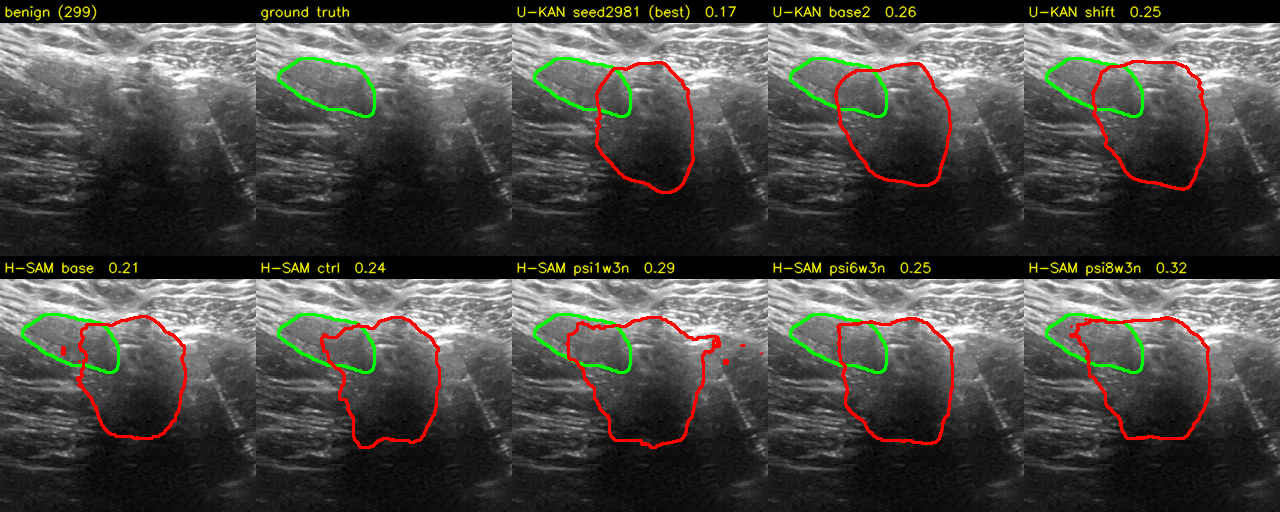 benign (299)
ground truth
U-KAN seed2981 (best) 0.17
U-KAN base2 0.26
U-KAN shift 0.25
H-SAM base 0.21
H-SAM ctrl 0.24
H-SAM psi1w3n 0.29
H-SAM psi6w3n 0.25
H-SAM psi8w3n 0.32